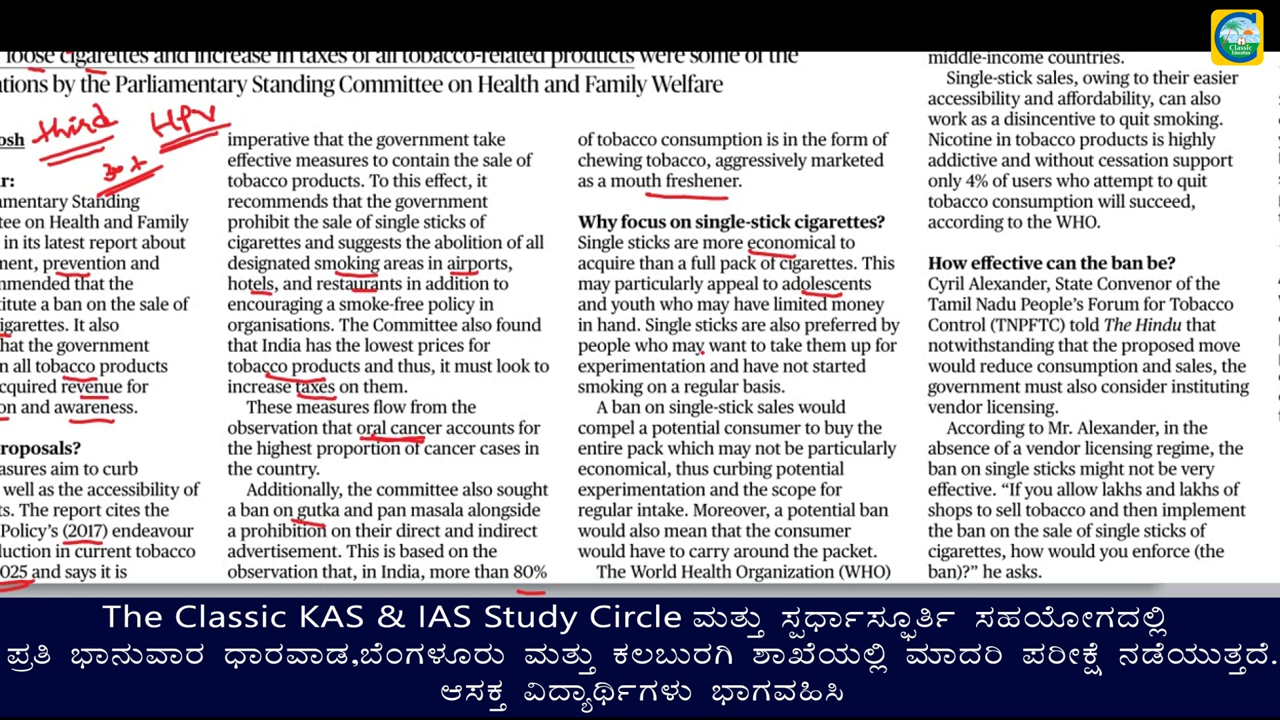 loose cigarettes and increase in taxes of all tobacco-related products were some of the
ations by the Parliamentary Standing Committee on Health and Family Welfare
osh
third
HPV
30+
ar:
amentary Standing
tee on Health and Family
in its latest report about
ment, prevention and
mmended that the
titute a ban on the sale of
igarettes. It also
hat the government
n all tobacco products
cquired revenue for
on and awareness.
roposals?
asures aim to curb
well as the accessibility of
ts. The report cites the
Policy's (2017) endeavour
luction in current tobacco
025 and says it is
imperative that the government take
effective measures to contain the sale of
tobacco products. To this effect, it
recommends that the government
prohibit the sale of single sticks of
cigarettes and suggests the abolition of all
designated smoking areas in airports,
hotels, and restaurants in addition to
encouraging a smoke-free policy in
organisations. The Committee also found
that India has the lowest prices for
tobacco products and thus, it must look to
increase taxes on them.
These measures flow from the
observation that oral cancer accounts for
the highest proportion of cancer cases in
the country.
Additionally, the committee also sought
a ban on gutka and pan masala alongside
a prohibition on their direct and indirect
advertisement. This is based on the
observation that, in India, more than 80%
of tobacco consumption is in the form of
chewing tobacco, aggressively marketed
as a mouth freshener.
Why focus on single-stick cigarettes?
Single sticks are more economical to
acquire than a full pack of cigarettes. This
may particularly appeal to adolescents
and youth who may have limited money
in hand. Single sticks are also preferred by
people who may want to take them up for
experimentation and have not started
smoking on a regular basis.
A ban on single-stick sales would
compel a potential consumer to buy the
entire pack which may not be particularly
economical, thus curbing potential
experimentation and the scope for
regular intake. Moreover, a potential ban
would also mean that the consumer
would have to carry around the packet.
The World Health Organization (WHO)
middle-income countries.
Single-stick sales, owing to their easier
accessibility and affordability, can also
work as a disincentive to quit smoking.
Nicotine in tobacco products is highly
addictive and without cessation support
only 4% of users who attempt to quit
tobacco consumption will succeed,
according to the WHO.
How effective can the ban be?
Cyril Alexander, State Convenor of the
Tamil Nadu People's Forum for Tobacco
Control (TNPFTC) told The Hindu that
notwithstanding that the proposed move
would reduce consumption and sales, the
government must also consider instituting
vendor licensing.
According to Mr. Alexander, in the
absence of a vendor licensing regime, the
ban on single sticks might not be very
effective. "If you allow lakhs and lakhs of
shops to sell tobacco and then implement
the ban on the sale of single sticks of
cigarettes, how would you enforce (the
ban)?" he asks.
Classic
Education
The Classic KAS & IAS Study Circle ಮತ್ತು ಸ್ಪರ್ಧಾಸ್ಫೂರ್ತಿ ಸಹಯೋಗದಲ್ಲಿ
ಪ್ರತಿ ಭಾನುವಾರ ಧಾರವಾಡ,ಬೆಂಗಳೂರು ಮತ್ತು ಕಲಬುರಗಿ ಶಾಖೆಯಲ್ಲಿ ಮಾದರಿ ಪರೀಕ್ಷೆ ನಡೆಯುತ್ತದೆ.
ಆಸಕ್ತ ವಿದ್ಯಾರ್ಥಿಗಳು ಭಾಗವಹಿಸಿ